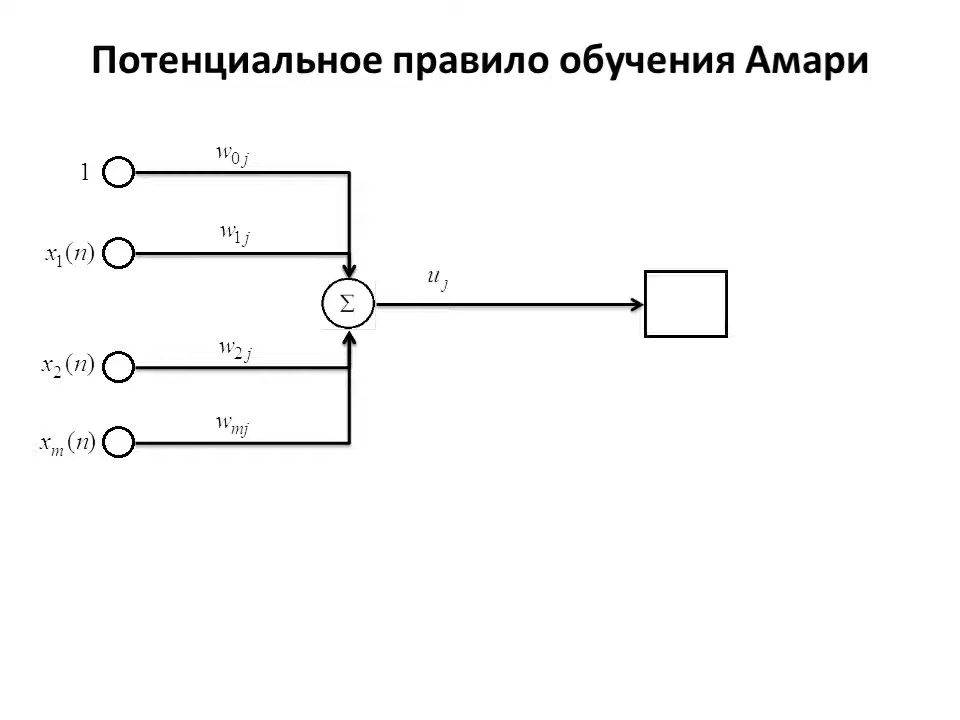 Потенциальное правило обучения Амари
w₀ⱼ
1
w₁ⱼ
x₁(n)
uⱼ
Σ
w₂ⱼ
x₂(n)
wₘⱼ
xₘ(n)